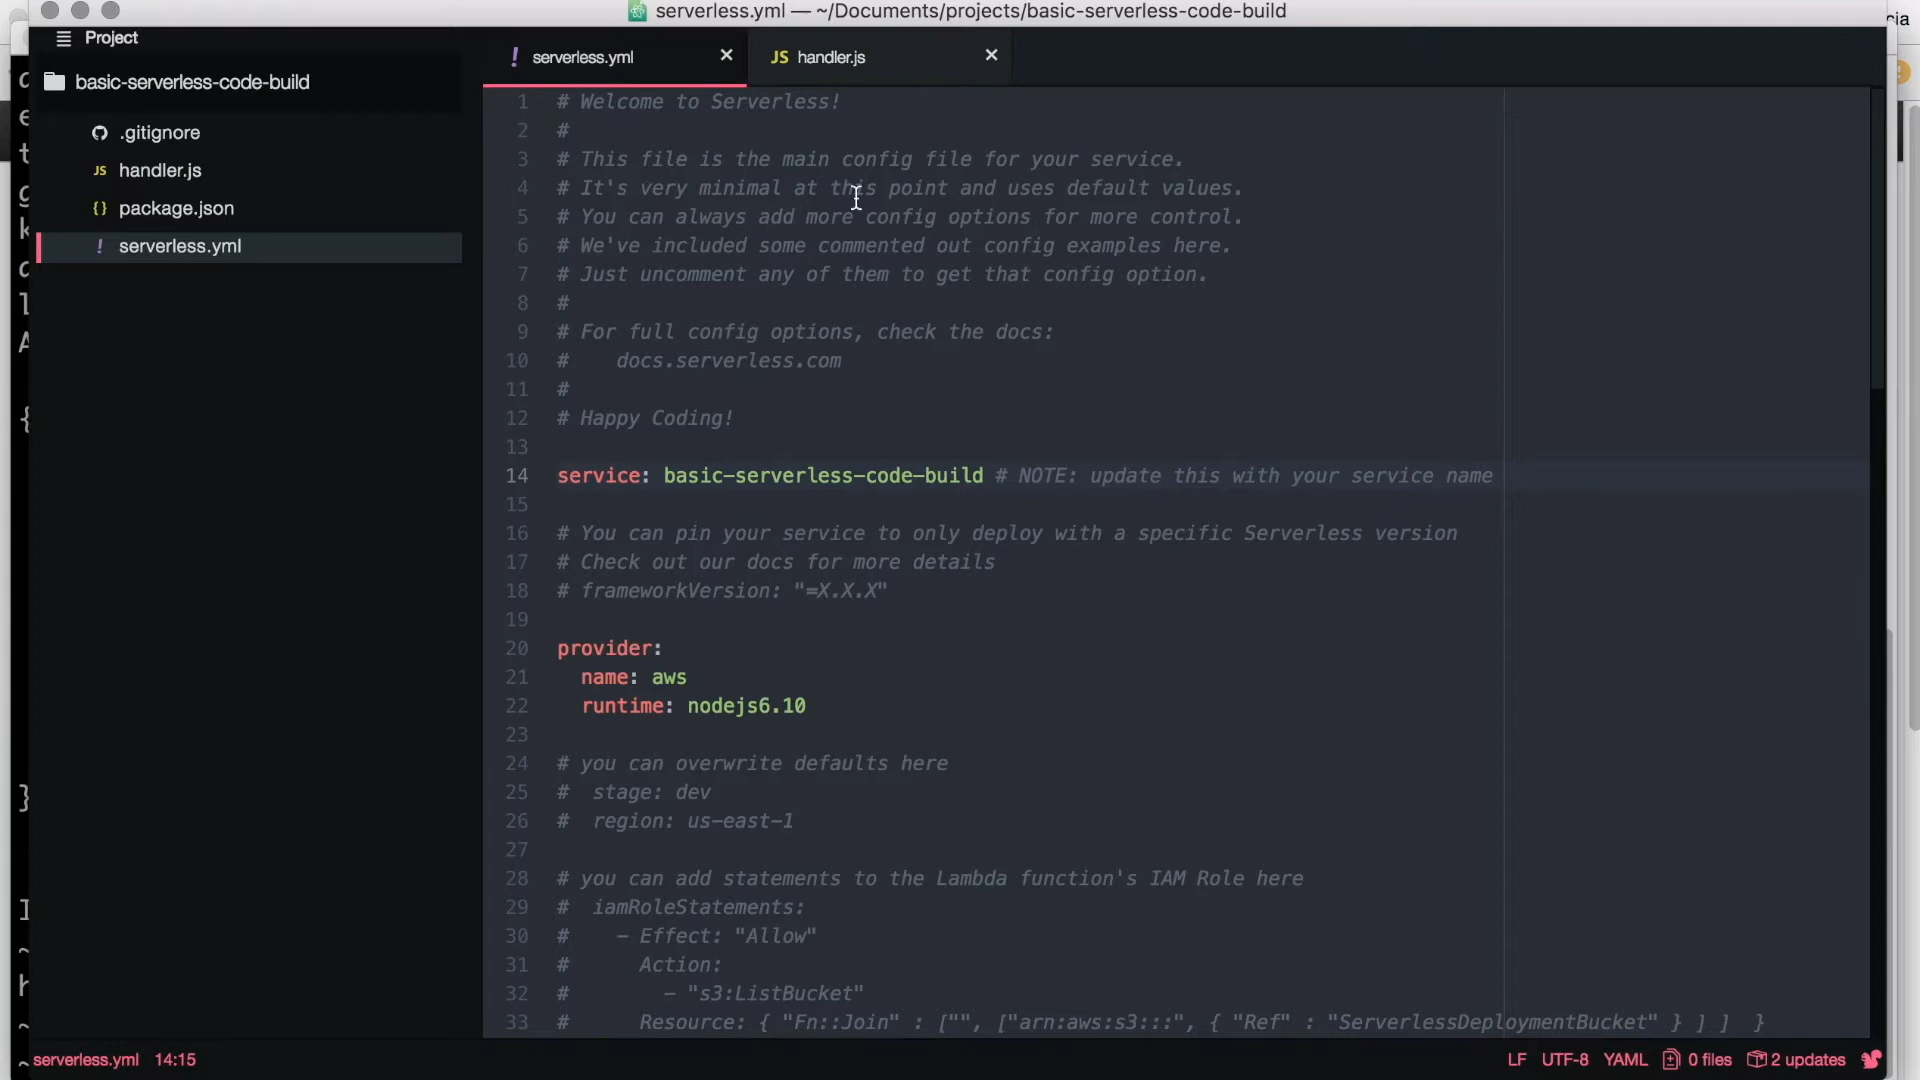 serverless.yml — ~/Documents/projects/basic-serverless-code-build
cia
Project
basic-serverless-code-build
.gitignore
JS handler.js
{} package.json
! serverless.yml
! serverless.yml ×
JS handler.js ×
1 # Welcome to Serverless!
2 #
3 # This file is the main config file for your service.
4 # It's very minimal at this point and uses default values.
5 # You can always add more config options for more control.
6 # We've included some commented out config examples here.
7 # Just uncomment any of them to get that config option.
8 #
9 # For full config options, check the docs:
10 #    docs.serverless.com
11 #
12 # Happy Coding!
13
14 service: basic-serverless-code-build # NOTE: update this with your service name
15
16 # You can pin your service to only deploy with a specific Serverless version
17 # Check out our docs for more details
18 # frameworkVersion: "=X.X.X"
19
20 provider:
21   name: aws
22   runtime: nodejs6.10
23
24 # you can overwrite defaults here
25 #  stage: dev
26 #  region: us-east-1
27
28 # you can add statements to the Lambda function's IAM Role here
29 #  iamRoleStatements:
30 #    - Effect: "Allow"
31 #      Action:
32 #        - "s3:ListBucket"
33 #      Resource: { "Fn::Join" : ["", ["arn:aws:s3:::", { "Ref" : "ServerlessDeploymentBucket" } ] ]  }
serverless.yml 14:15
LF UTF-8 YAML 0 files 2 updates